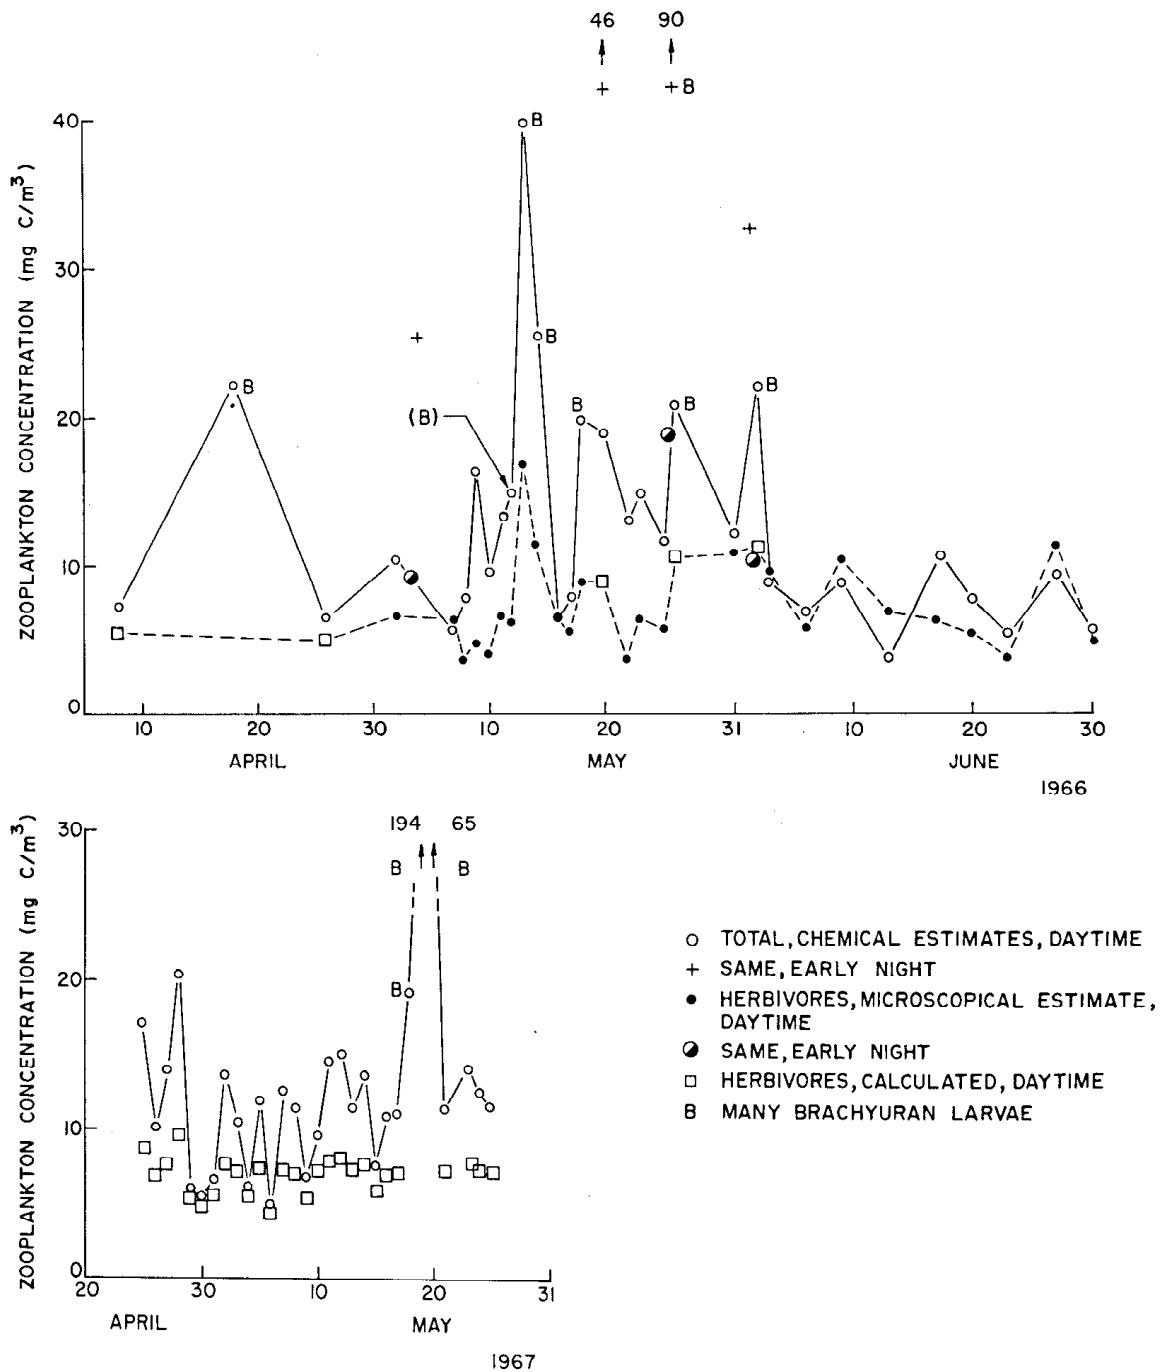 46 90
+ + B
40
B
ZOOPLANKTON CONCENTRATION (mg C/m³)
30
+
+
B
B
20
(B)
B
B
B
10
0
10 20 30 10 20 31 10 20 30
APRIL MAY JUNE
1966
30
194 65
B B
ZOOPLANKTON CONCENTRATION (mg C/m³)
20
B
10
0
20 30 10 20 31
APRIL MAY
1967
TOTAL, CHEMICAL ESTIMATES, DAYTIME
+ SAME, EARLY NIGHT
HERBIVORES, MICROSCOPICAL ESTIMATE,
DAYTIME
SAME, EARLY NIGHT
HERBIVORES, CALCULATED, DAYTIME
B MANY BRACHYURAN LARVAE